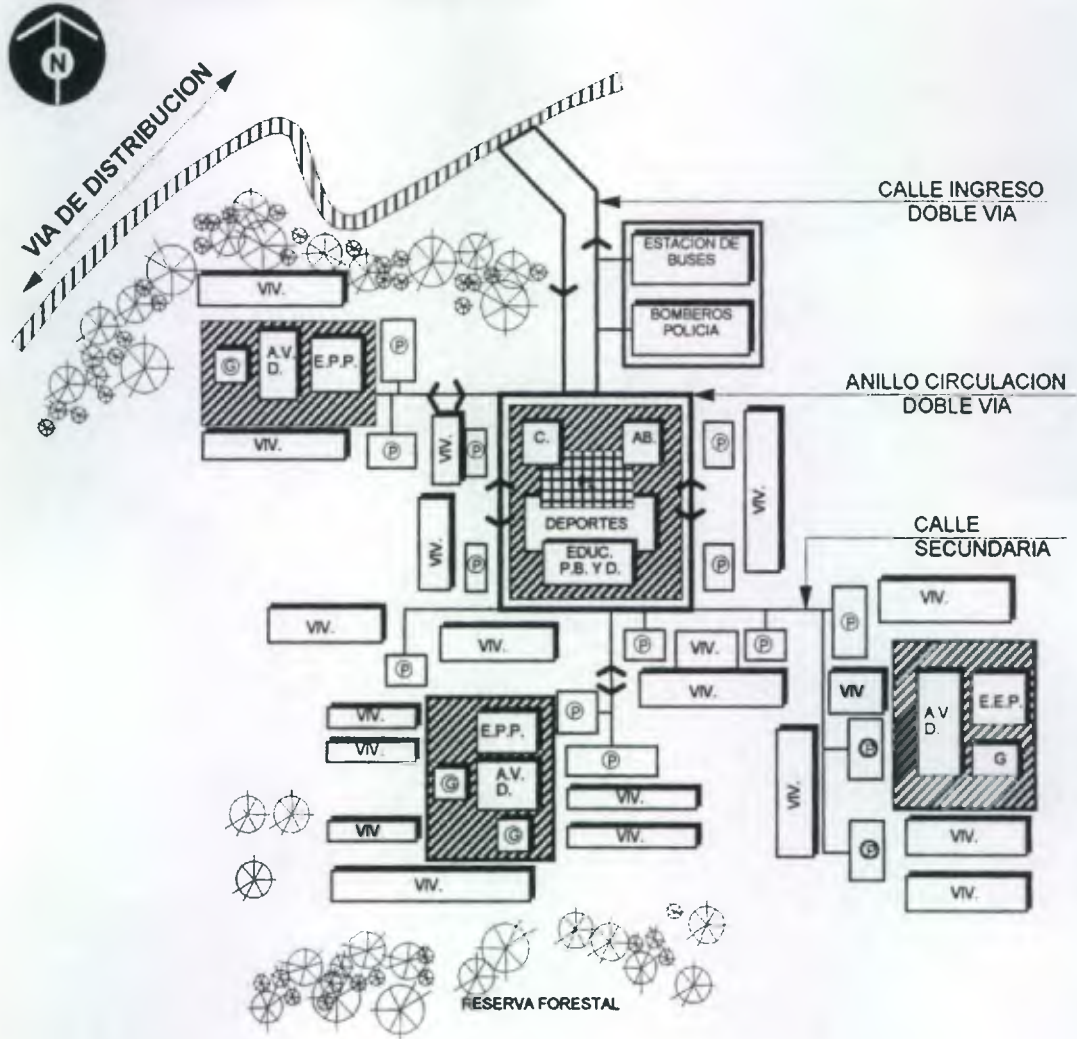 N
VIA DE DISTRIBUCION
CALLE INGRESO
DOBLE VIA
ESTACION DE
BUSES
BOMBEROS
POLICIA
VIV.
G
A.V.
D.
E.P.P.
P
ANILLO CIRCULACION
DOBLE VIA
VIV.
P
VIV.
P
C.
AB.
P
VIV.
VIV.
DEPORTES
EDUC.
P.B. Y D.
P
P
CALLE
SECUNDARIA
VIV.
VIV.
P
VIV.
P
VIV.
P
P
VIV.
VIV.
P
VIV
A.V
D.
E.E.P.
G
VIV.
VIV.
E.P.P.
P
P
P
G
A.V.
D.
VIV.
VIV.
VIV
G
VIV.
P
VIV.
VIV.
VIV.
RESERVA FORESTAL